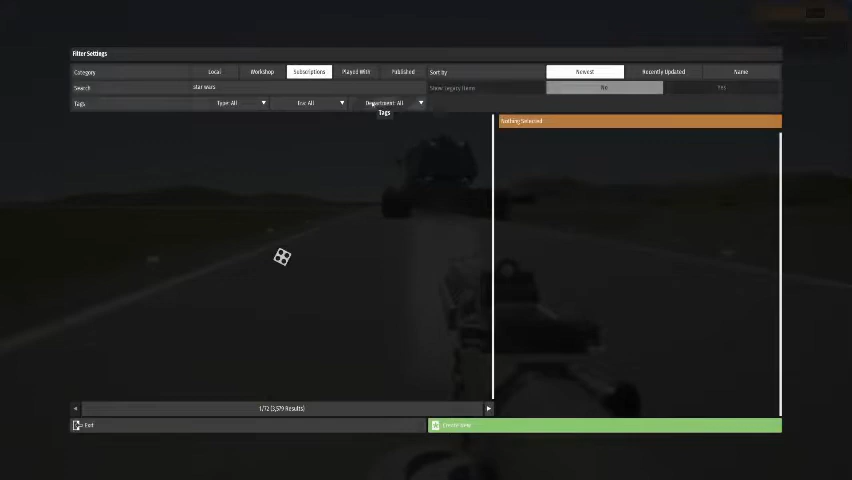 Filter Settings
Category Local Workshop Subscriptions Played With Published Sort by Newest Recently Updated Name
Search star wars Show Legacy Items No Yes
Tags Type: All Era: All Department: All
Tags
Nothing Selected
1/72 (3,579 Results)
Exit Create New